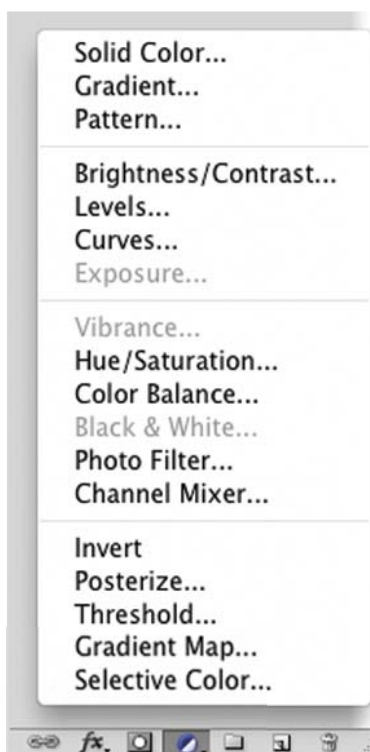 Solid Color...
Gradient...
Pattern...
Brightness/Contrast...
Levels...
Curves...
Exposure...
Vibrance...
Hue/Saturation...
Color Balance...
Black & White...
Photo Filter...
Channel Mixer...
Invert
Posterize...
Threshold...
Gradient Map...
Selective Color...
fx.